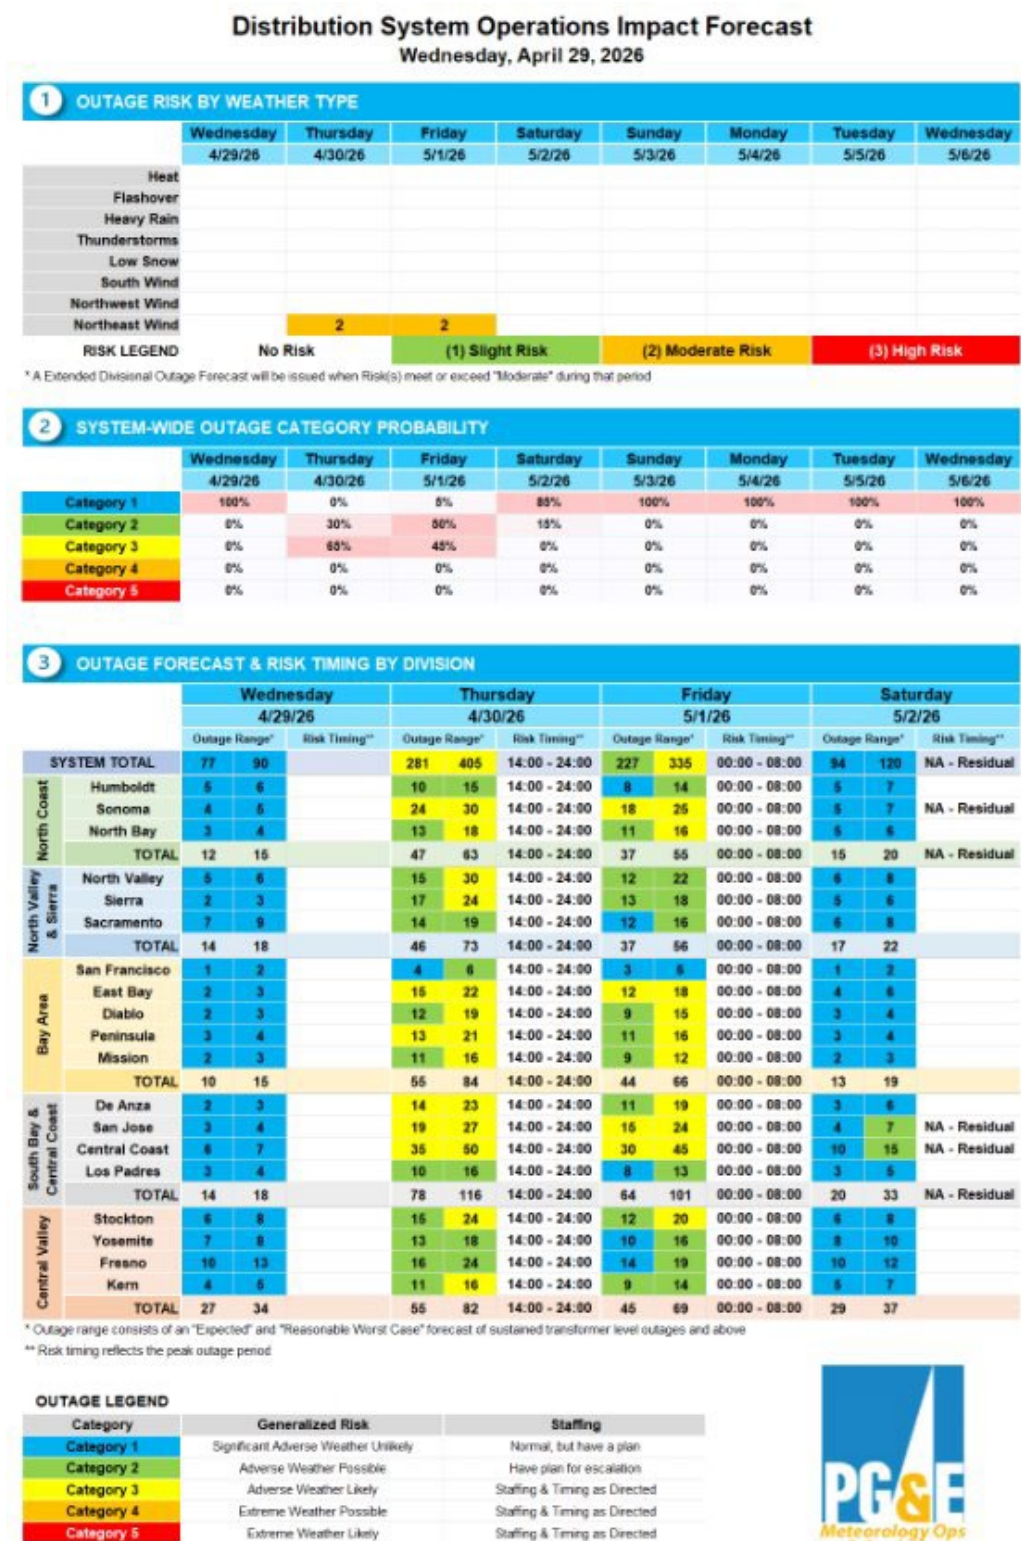 Distribution System Operations Impact Forecast
Wednesday, April 29, 2026
1 OUTAGE RISK BY WEATHER TYPE
Wednesday Thursday Friday Saturday Sunday Monday Tuesday Wednesday
4/29/26 4/30/26 5/1/26 5/2/26 5/3/26 5/4/26 5/5/26 5/6/26
Heat
Flashover
Heavy Rain
Thunderstorms
Low Snow
South Wind
Northwest Wind
Northeast Wind 2 2
RISK LEGEND No Risk (1) Slight Risk (2) Moderate Risk (3) High Risk
* A Extended Divisional Outage Forecast will be issued when Risk(s) meet or exceed "Moderate" during that period
2 SYSTEM-WIDE OUTAGE CATEGORY PROBABILITY
Wednesday Thursday Friday Saturday Sunday Monday Tuesday Wednesday
4/29/26 4/30/26 5/1/26 5/2/26 5/3/26 5/4/26 5/5/26 5/6/26
Category 1 100% 0% 5% 85% 100% 100% 100% 100%
Category 2 0% 30% 50% 15% 0% 0% 0% 0%
Category 3 0% 65% 45% 0% 0% 0% 0% 0%
Category 4 0% 0% 0% 0% 0% 0% 0% 0%
Category 5 0% 0% 0% 0% 0% 0% 0% 0%
3 OUTAGE FORECAST & RISK TIMING BY DIVISION
Wednesday Thursday Friday Saturday
4/29/26 4/30/26 5/1/26 5/2/26
Outage Range* Risk Timing** Outage Range* Risk Timing** Outage Range* Risk Timing** Outage Range* Risk Timing**
SYSTEM TOTAL 77 90 281 405 14:00 - 24:00 227 335 00:00 - 08:00 94 120 NA - Residual
North Coast
Humboldt 5 6 10 15 14:00 - 24:00 8 14 00:00 - 08:00 5 7
Sonoma 4 5 24 30 14:00 - 24:00 18 25 00:00 - 08:00 5 7 NA - Residual
North Bay 3 4 13 18 14:00 - 24:00 11 16 00:00 - 08:00 5 6
TOTAL 12 15 47 63 14:00 - 24:00 37 55 00:00 - 08:00 15 20 NA - Residual
North Valley & Sierra
North Valley 5 6 15 30 14:00 - 24:00 12 22 00:00 - 08:00 6 8
Sierra 2 3 17 24 14:00 - 24:00 13 18 00:00 - 08:00 5 6
Sacramento 7 9 14 19 14:00 - 24:00 12 16 00:00 - 08:00 6 8
TOTAL 14 18 46 73 14:00 - 24:00 37 56 00:00 - 08:00 17 22
Bay Area
San Francisco 1 2 4 6 14:00 - 24:00 3 5 00:00 - 08:00 1 2
East Bay 2 3 15 22 14:00 - 24:00 12 18 00:00 - 08:00 4 6
Diablo 2 3 12 19 14:00 - 24:00 9 15 00:00 - 08:00 3 4
Peninsula 3 4 13 21 14:00 - 24:00 11 16 00:00 - 08:00 3 4
Mission 2 3 11 16 14:00 - 24:00 9 12 00:00 - 08:00 2 3
TOTAL 10 15 55 84 14:00 - 24:00 44 66 00:00 - 08:00 13 19
South Bay & Central Coast
De Anza 2 3 14 23 14:00 - 24:00 11 19 00:00 - 08:00 3 6
San Jose 3 4 19 27 14:00 - 24:00 15 24 00:00 - 08:00 4 7 NA - Residual
Central Coast 6 7 35 50 14:00 - 24:00 30 45 00:00 - 08:00 10 15 NA - Residual
Los Padres 3 4 10 16 14:00 - 24:00 8 13 00:00 - 08:00 3 5
TOTAL 14 18 78 116 14:00 - 24:00 64 101 00:00 - 08:00 20 33 NA - Residual
Central Valley
Stockton 6 8 15 24 14:00 - 24:00 12 20 00:00 - 08:00 6 8
Yosemite 7 8 13 18 14:00 - 24:00 10 16 00:00 - 08:00 8 10
Fresno 10 13 16 24 14:00 - 24:00 14 19 00:00 - 08:00 10 12
Kern 4 5 11 16 14:00 - 24:00 9 14 00:00 - 08:00 5 7
TOTAL 27 34 55 82 14:00 - 24:00 45 69 00:00 - 08:00 29 37
* Outage range consists of an "Expected" and "Reasonable Worst Case" forecast of sustained transformer level outages and above
** Risk timing reflects the peak outage period
OUTAGE LEGEND
Category Generalized Risk Staffing
Category 1 Significant Adverse Weather Unlikely Normal, but have a plan
Category 2 Adverse Weather Possible Have plan for escalation
Category 3 Adverse Weather Likely Staffing & Timing as Directed
Category 4 Extreme Weather Possible Staffing & Timing as Directed
Category 5 Extreme Weather Likely Staffing & Timing as Directed
PG&E
Meteorology Ops